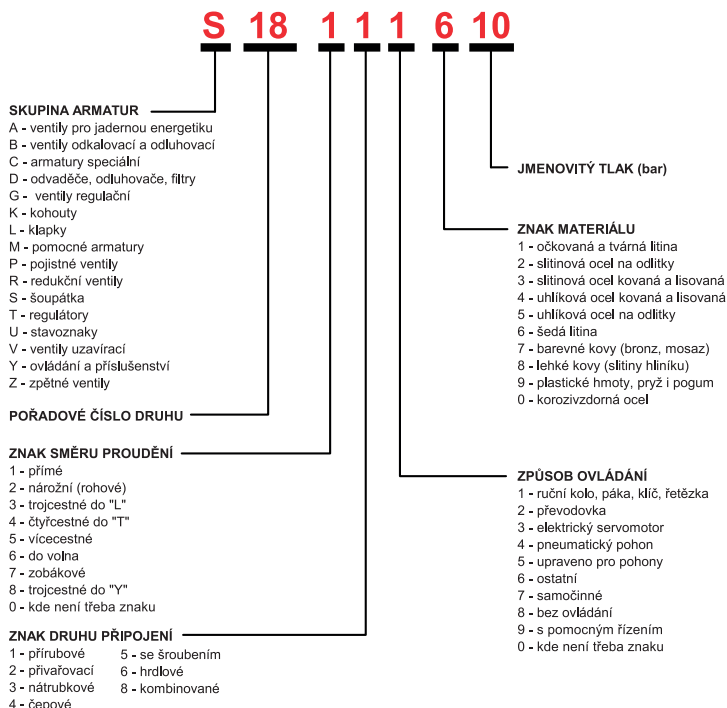 S 18 1 1 1 6 10
SKUPINA ARMATUR
A - ventily pro jadernou energetiku
B - ventily odkalovací a odluhovací
C - armatury speciální
D - odvaděče, odluhovače, filtry
G - ventily regulační
K - kohouty
L - klapky
M - pomocné armatury
P - pojistné ventily
R - redukční ventily
S - šoupátka
T - regulátory
U - stavoznaky
V - ventily uzavírací
Y - ovládání a příslušenství
Z - zpětné ventily
POŘADOVÉ ČÍSLO DRUHU
ZNAK SMĚRU PROUDĚNÍ
1 - přímé
2 - nárožní (rohové)
3 - trojcestné do "L"
4 - čtyřcestné do "T"
5 - vícecestné
6 - do volna
7 - zobákové
8 - trojcestné do "Y"
0 - kde není třeba znaku
ZNAK DRUHU PŘIPOJENÍ
1 - přírubové
2 - přivařovací
3 - nátrubkové
4 - čepové
5 - se šroubením
6 - hrdlové
8 - kombinované
JMENOVITÝ TLAK (bar)
ZNAK MATERIÁLU
1 - očkovaná a tvárná litina
2 - slitinová ocel na odlitky
3 - slitinová ocel kovaná a lisovaná
4 - uhlíková ocel kovaná a lisovaná
5 - uhlíková ocel na odlitky
6 - šedá litina
7 - barevné kovy (bronz, mosaz)
8 - lehké kovy (slitiny hliníku)
9 - plastické hmoty, pryž i pogum
0 - korozivzdorná ocel
ZPŮSOB OVLÁDÁNÍ
1 - ruční kolo, páka, klíč, řetězka
2 - převodovka
3 - elektrický servomotor
4 - pneumatický pohon
5 - upraveno pro pohony
6 - ostatní
7 - samočinné
8 - bez ovládání
9 - s pomocným řízením
0 - kde není třeba znaku